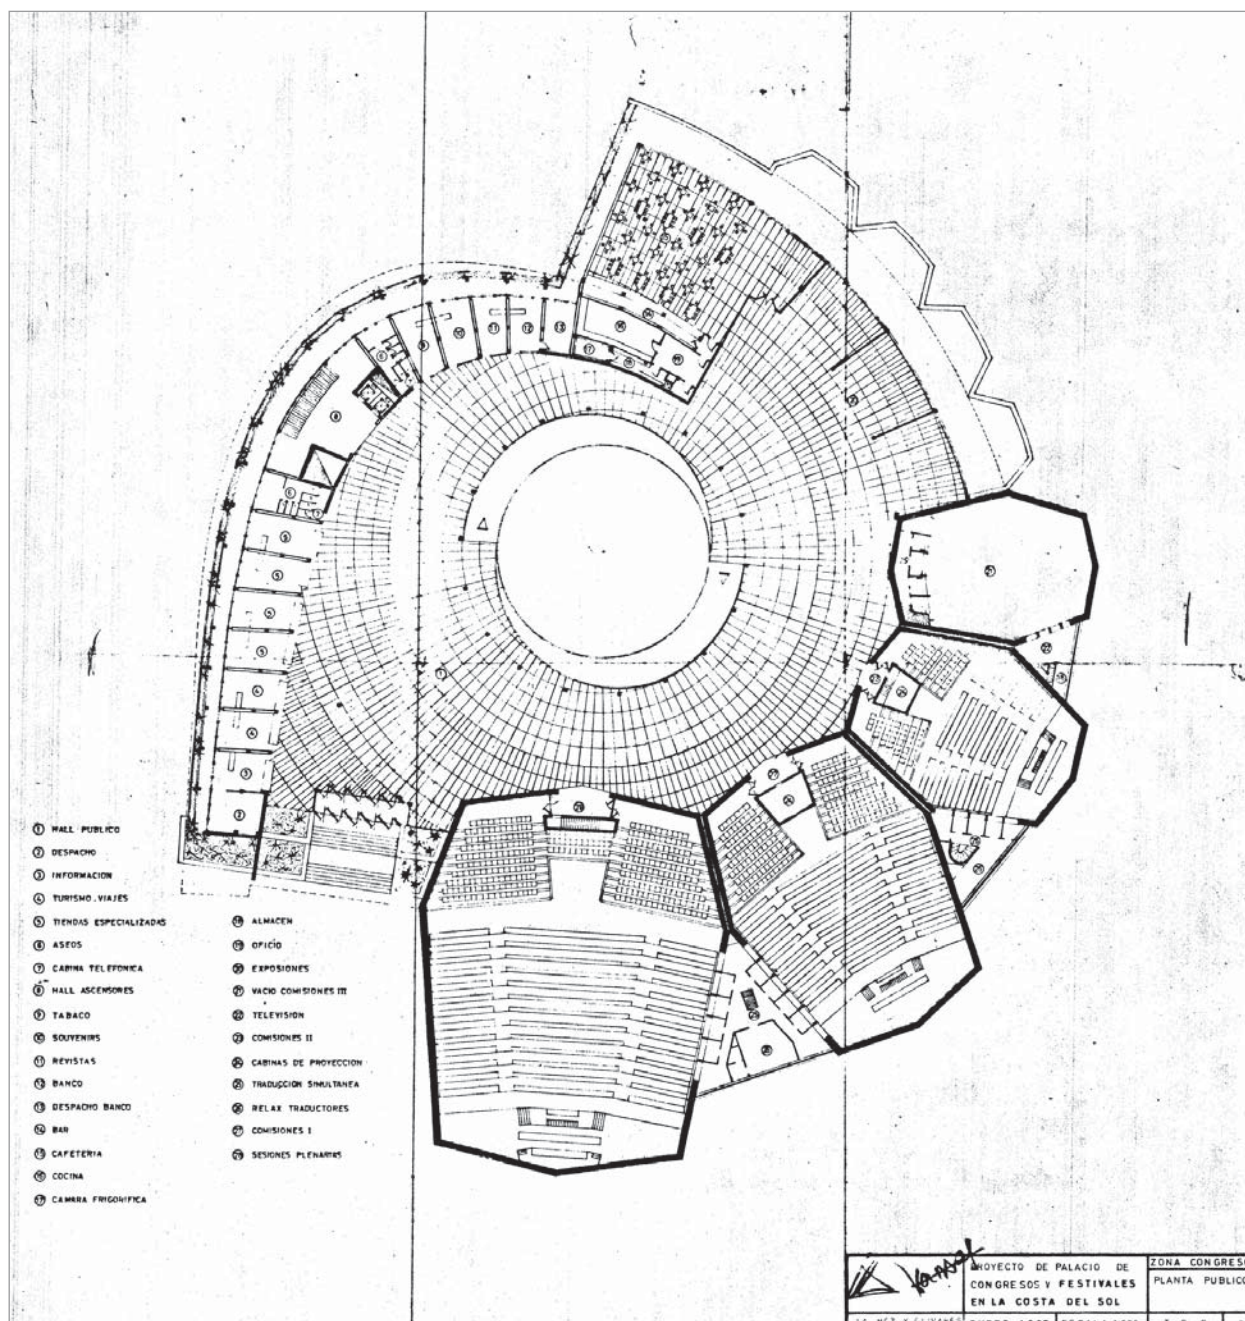 ① HALL PUBLICO
② DESPACHO
③ INFORMACION
④ TURISMO.VIAJES
⑤ TIENDAS ESPECIALIZADAS
⑥ ASEOS
⑦ CABINA TELEFONICA
⑧ HALL ASCENSORES
⑨ TABACO
⑩ SOUVENIRS
⑪ REVISTAS
⑫ BANCO
⑬ DESPACHO BANCO
⑭ BAR
⑮ CAFETERIA
⑯ COCINA
⑰ CAMARA FRIGORIFICA
⑱ ALMACEN
⑲ OFICIO
⑳ EXPOSIONES
㉑ VACIO COMISIONES III
㉒ TELEVISION
㉓ COMISIONES II
㉔ CABINAS DE PROYECCION
㉕ TRADUCCION SIMULTANEA
㉖ RELAX TRADUCTORES
㉗ COMISIONES I
SESIONES PLENARIAS
PROYECTO DE PALACIO DE
CONGRESOS Y FESTIVALES
EN LA COSTA DEL SOL
ZONA CONGRESO
PLANTA PUBLICO